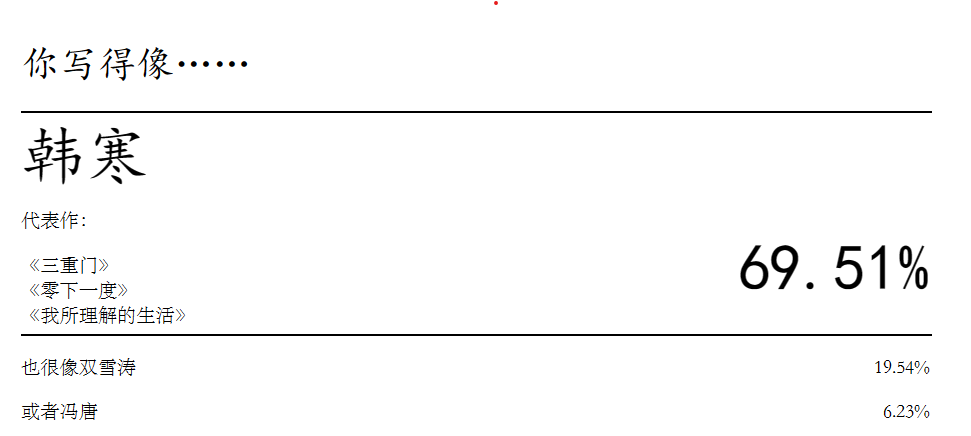 你写得像……
韩寒
代表作：
《三重门》
《零下一度》
《我所理解的生活》
69.51%
也很像双雪涛 19.54%
或者冯唐 6.23%